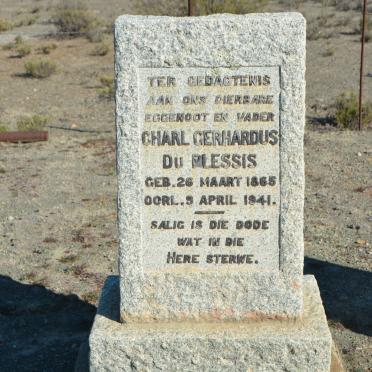 TER GEDAGTENIS
AAN ONS DIERBARE
EGGENOOT EN VADER
CHARL GERHARDUS
DU PLESSIS
GEB. 26 MAART 1865
OORL. 9 APRIL 1941.
SALIG IS DIE DODE
WAT IN DIE
HERE STERWE.